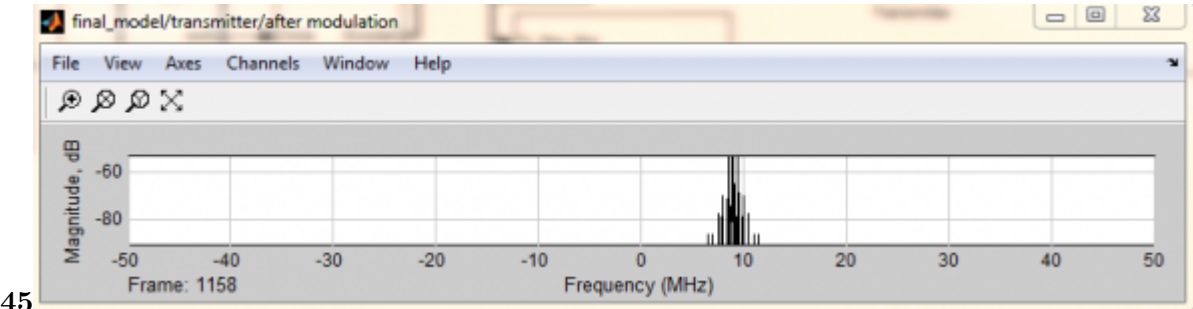 final_model/transmitter/after modulation
File View Axes Channels Window Help
Magnitude, dB
-60
-80
-50 -40 -30 -20 -10 0 10 20 30 40 50
Frame: 1158 Frequency (MHz)
45